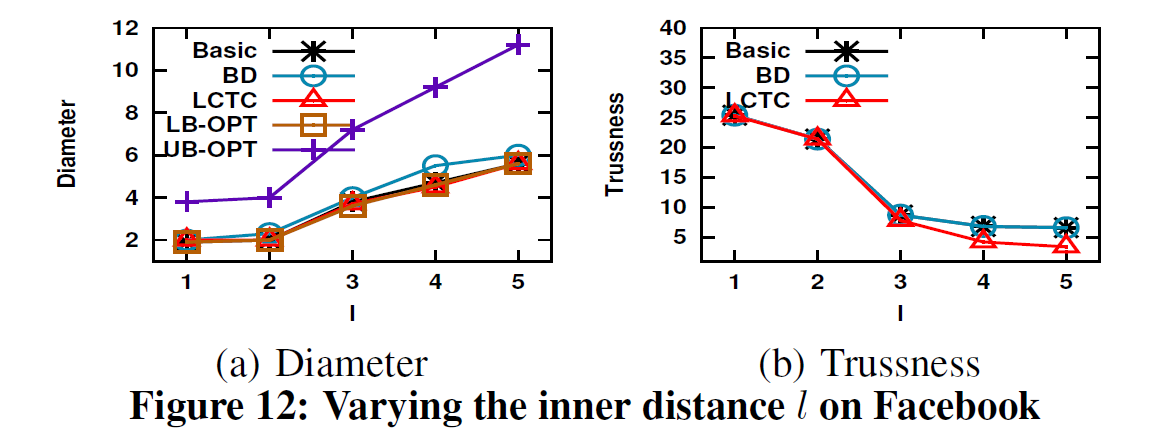 12
10
8
6
4
2
Diameter
Basic
BD
LCTC
LB-OPT
UB-OPT
1 2 3 4 5
l
(a) Diameter
40
35
30
25
20
15
10
5
Trussness
Basic
BD
LCTC
1 2 3 4 5
l
(b) Trussness
Figure 12: Varying the inner distance l on Facebook